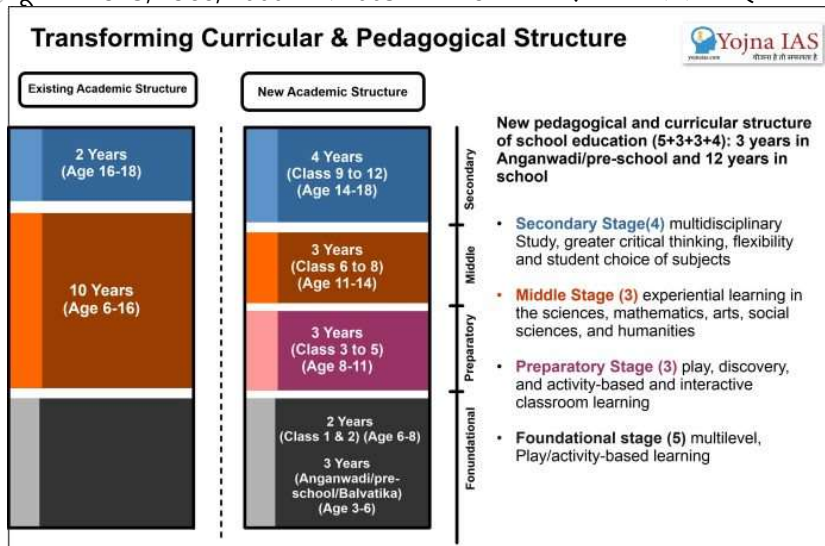 Transforming Curricular & Pedagogical Structure
Yojna IAS
yojnaias.com
योजना है तो सफलता है
Existing Academic Structure
New Academic Structure
2 Years
(Age 16-18)
10 Years
(Age 6-16)
4 Years
(Class 9 to 12)
(Age 14-18)
Secondary
3 Years
(Class 6 to 8)
(Age 11-14)
Middle
3 Years
(Class 3 to 5)
(Age 8-11)
Preparatory
2 Years
(Class 1 & 2) (Age 6-8)
3 Years
(Anganwadi/pre-
school/Balvatika)
(Age 3-6)
Fonundational
New pedagogical and curricular structure
of school education (5+3+3+4): 3 years in
Anganwadi/pre-school and 12 years in
school
• Secondary Stage(4) multidisciplinary
Study, greater critical thinking, flexibility
and student choice of subjects
• Middle Stage (3) experiential learning in
the sciences, mathematics, arts, social
sciences, and humanities
• Preparatory Stage (3) play, discovery,
and activity-based and interactive
classroom learning
• Foundational stage (5) multilevel,
Play/activity-based learning